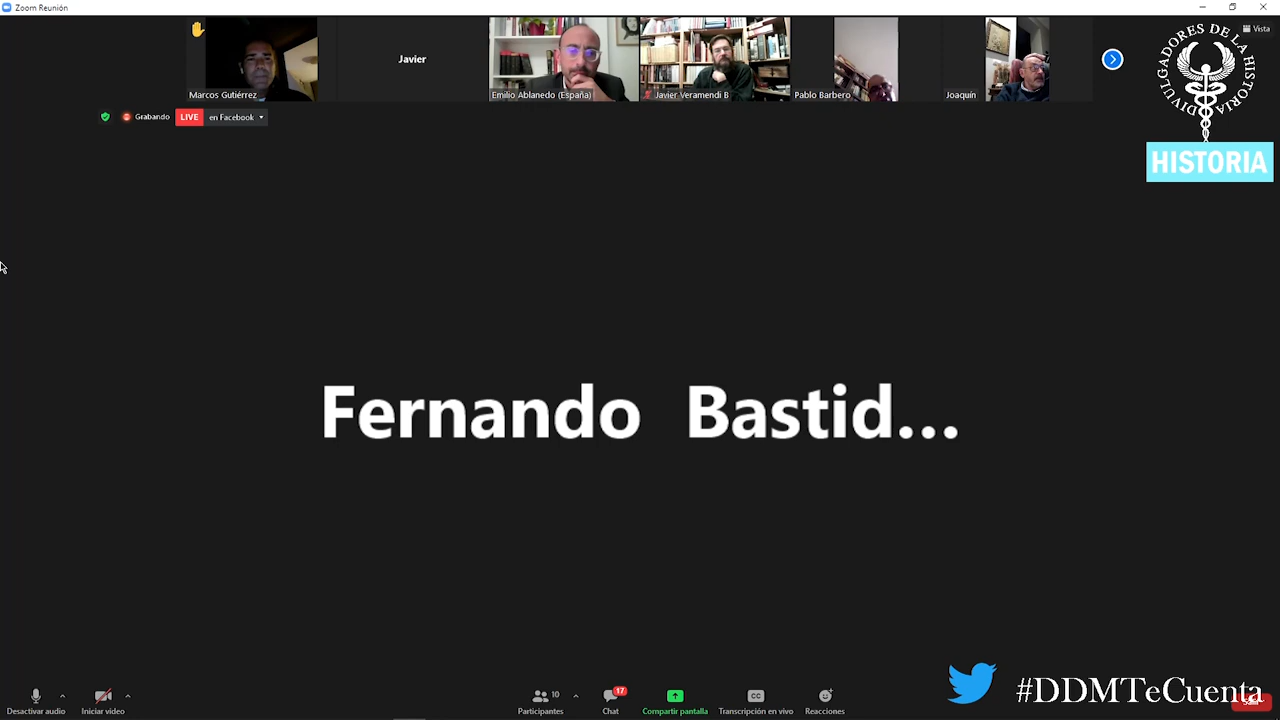 Zoom Reunión
Vista
Javier
Marcos Gutiérrez
Emilio Ablanedo (España)
Javier Veramendi B
Pablo Barbero
Joaquín
DIVULGADORES DE LA HISTORIA
HISTORIA
Grabando
LIVE
en Facebook
Fernando Bastid...
Desactivar audio
Iniciar video
10
Participantes
17
Chat
Compartir pantalla
CC
Transcripción en vivo
Reacciones
#DDMTeCuenta